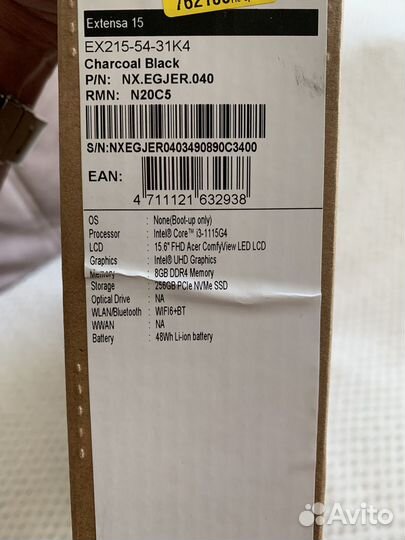 Extensa 15
EX215-54-31K4
Charcoal Black
P/N: NX.EGJER.040
RMN: N20C5
S/N:NXEGJER0403490890C3400
EAN:
4 711121 632938
OS : None(Boot-up only)
Processor : Intel® Core™ i3-1115G4
LCD : 15.6" FHD Acer ComfyView LED LCD
Graphics : Intel® UHD Graphics
Memory : 8GB DDR4 Memory
Storage : 256GB PCIe NVMe SSD
Optical Drive : NA
WLAN/Bluetooth : WIFI6+BT
WWAN : NA
Battery : 48Wh Li-ion battery
Avito